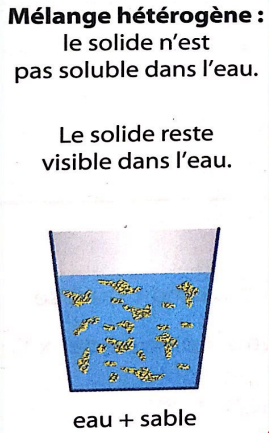 Mélange hétérogène :
le solide n'est
pas soluble dans l'eau.
Le solide reste
visible dans l'eau.
eau + sable